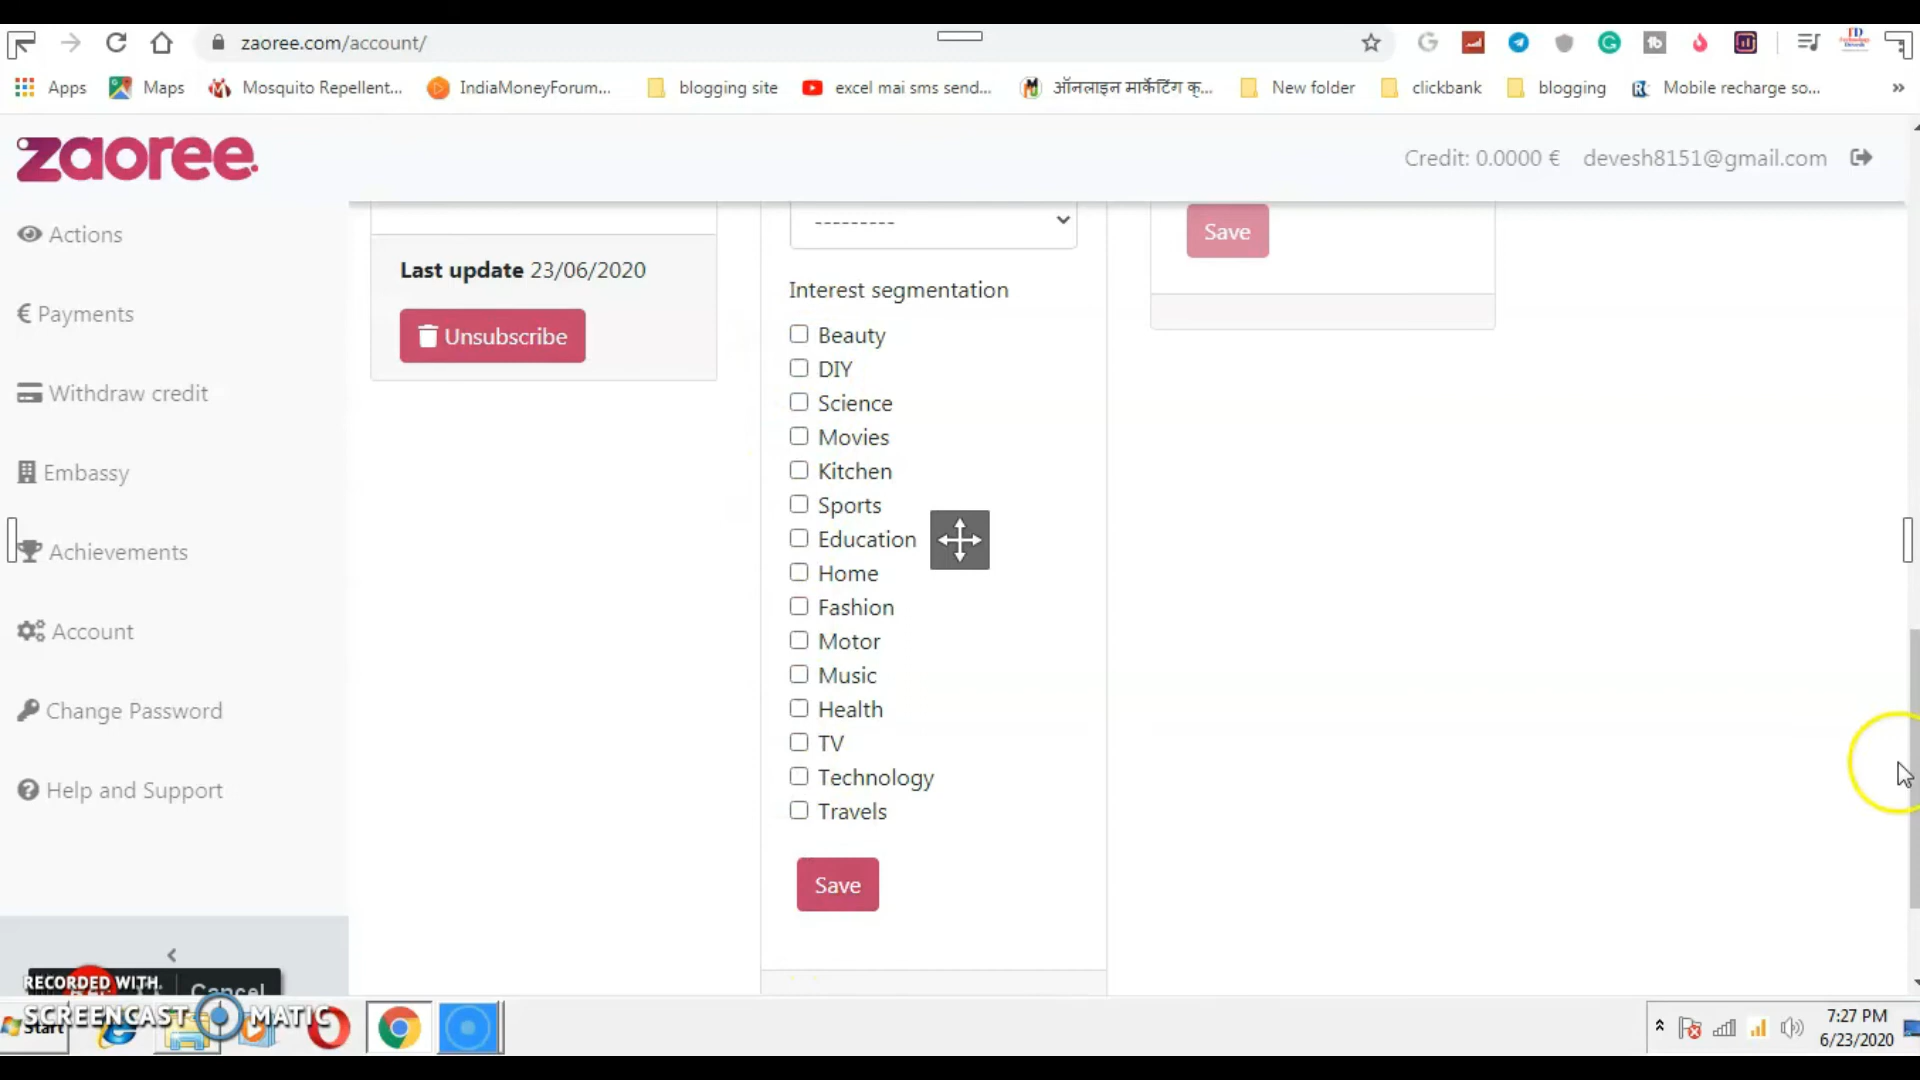 zaoree.com/account/
Apps Maps Mosquito Repellent... IndiaMoneyForum... blogging site excel mai sms send... ऑनलाइन मार्केटिंग क्... New folder clickbank blogging Mobile recharge so... »
zaoree.
Credit: 0.0000 € devesh8151@gmail.com
Actions
€ Payments
Withdraw credit
Embassy
Achievements
Account
Change Password
Help and Support
Last update 23/06/2020
Unsubscribe
---------
Interest segmentation
Beauty
DIY
Science
Movies
Kitchen
Sports
Education
Home
Fashion
Motor
Music
Health
TV
Technology
Travels
Save
Save
Cancel
RECORDED WITH
SCREENCAST MATIC
Start
7:27 PM
6/23/2020